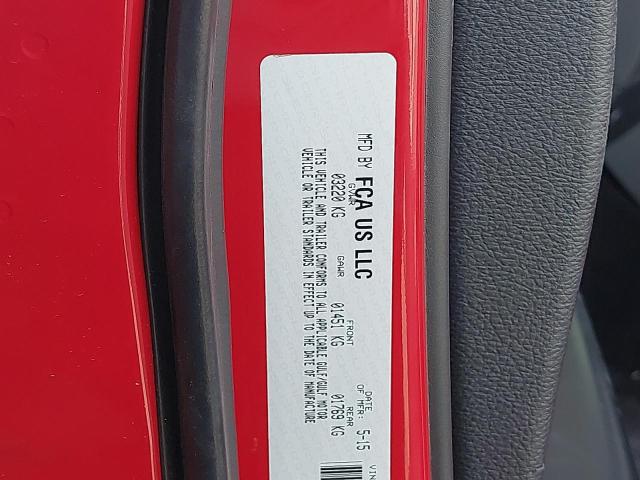 MFD BY FCA US LLC DATE OF MFR: 5-15 VIN
GVWR GAWR FRONT REAR
03220 KG 01451 KG 01769 KG
THIS VEHICLE AND TRAILER CONFORMS TO ALL APPLICABLE GULF/GULF MOTOR
VEHICLE OR TRAILER STANDARDS IN EFFECT UP TO THE DATE OF MANUFACTURE